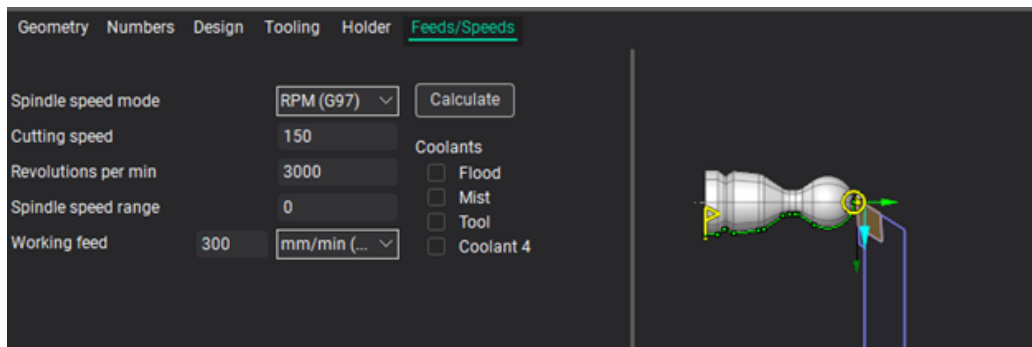 Geometry Numbers Design Tooling Holder Feeds/Speeds
Spindle speed mode RPM (G97) Calculate
Cutting speed 150
Coolants
Revolutions per min 3000 Flood
Mist
Spindle speed range 0
Tool
Working feed 300 mm/min (... Coolant 4